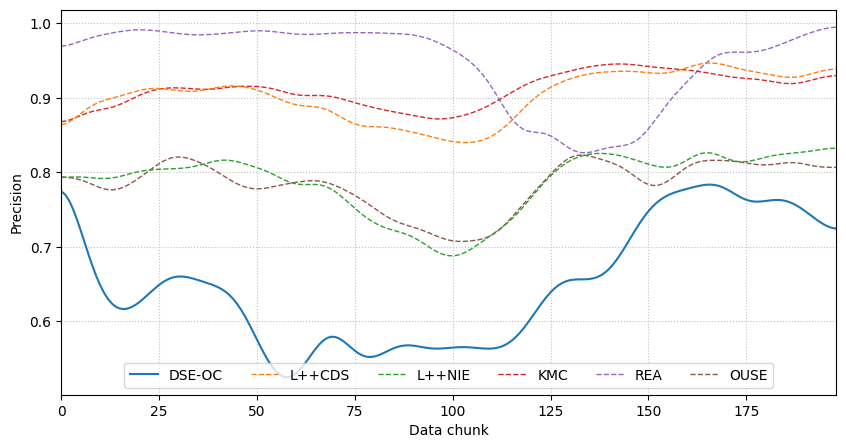 1.0
0.9
0.8
0.7
0.6
Precision
0 25 50 75 100 125 150 175
Data chunk
DSE-OC L++CDS L++NIE KMC REA OUSE